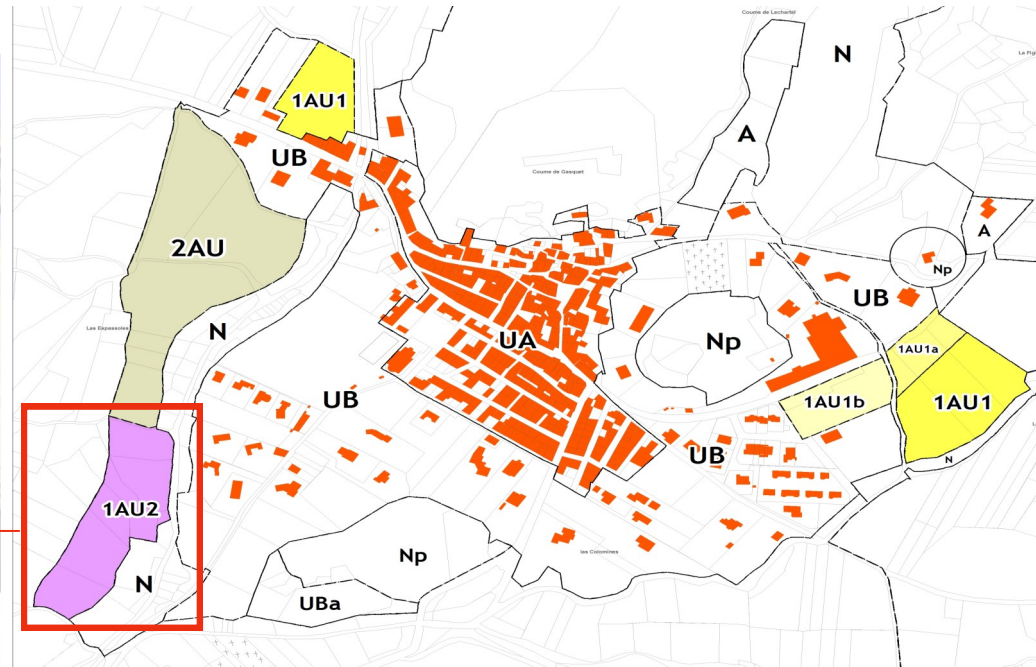 Coume de Lecharlel
N
1AU1
A
UB
Coume de Gasquet
A
2AU
Np
UB
Las Espassoles
N
UA
Np
1AU1a
UB
1AU1b
1AU1
UB
N
1AU2
las Colomines
Np
N
UBa